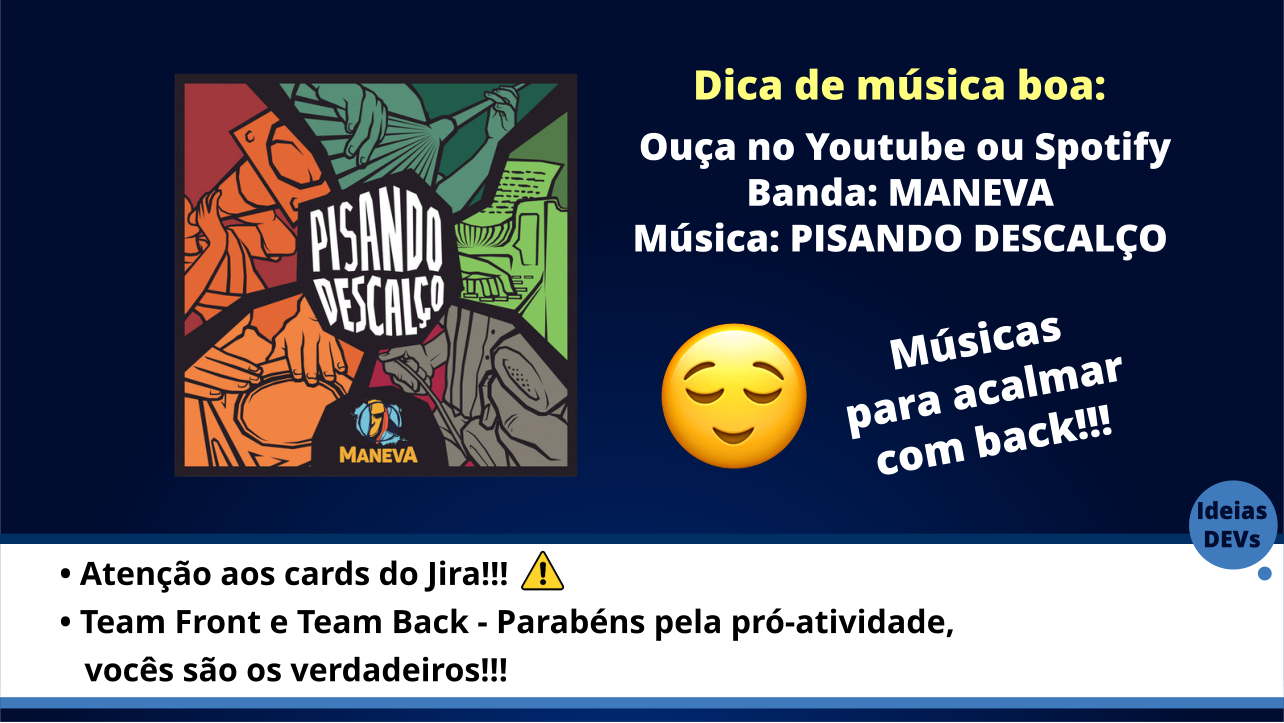 PISANDO
DESCALÇO
MANEVA
Dica de música boa:
Ouça no Youtube ou Spotify
Banda: MANEVA
Música: PISANDO DESCALÇO
Músicas
para acalmar
com back!!!
Ideias
DEVs
• Atenção aos cards do Jira!!!
• Team Front e Team Back - Parabéns pela pró-atividade,
vocês são os verdadeiros!!!